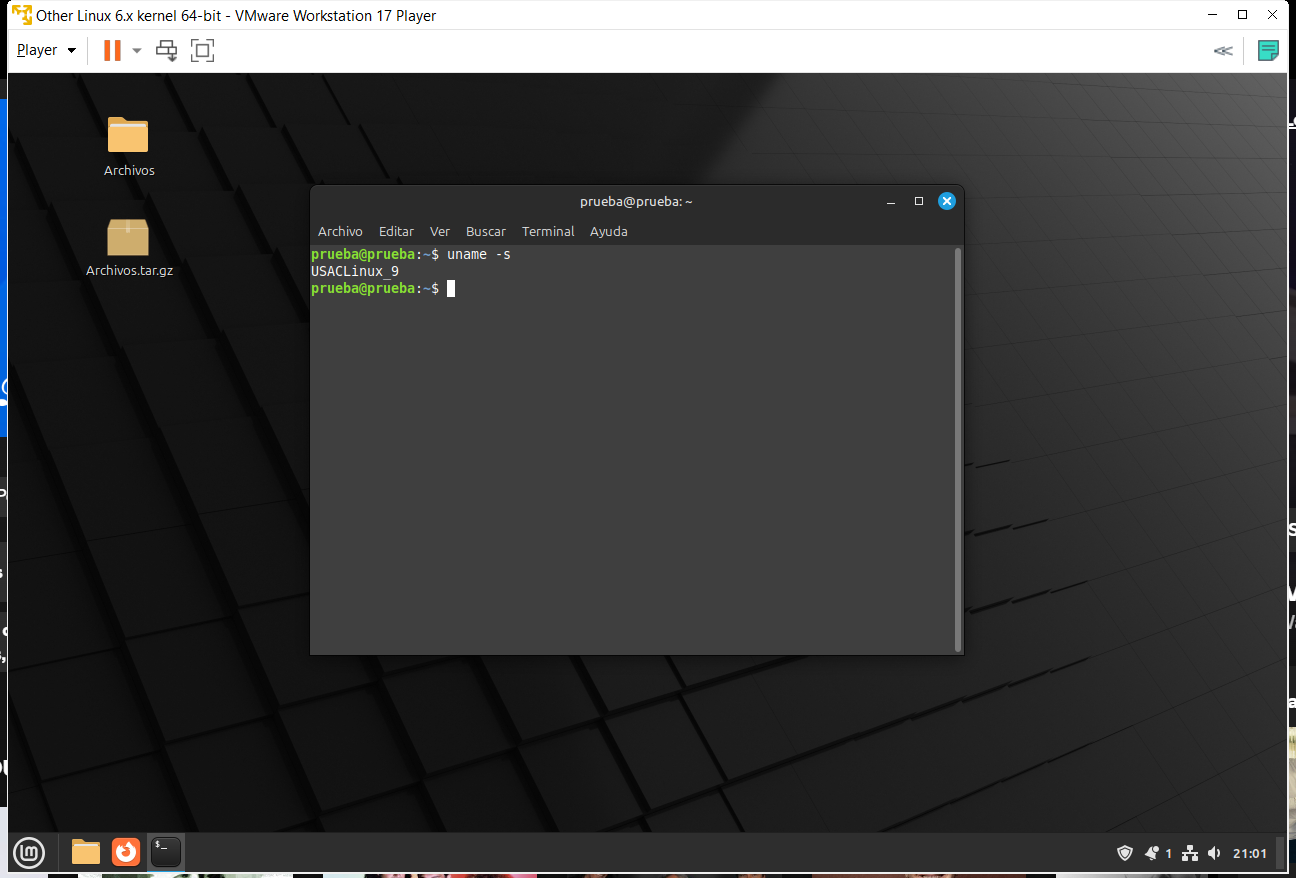 Other Linux 6.x kernel 64-bit - VMware Workstation 17 Player
Player
Archivos
Archivos.tar.gz
prueba@prueba: ~
Archivo Editar Ver Buscar Terminal Ayuda
prueba@prueba:~$ uname -s
USACLinux_9
prueba@prueba:~$
$_
lm
1
21:01